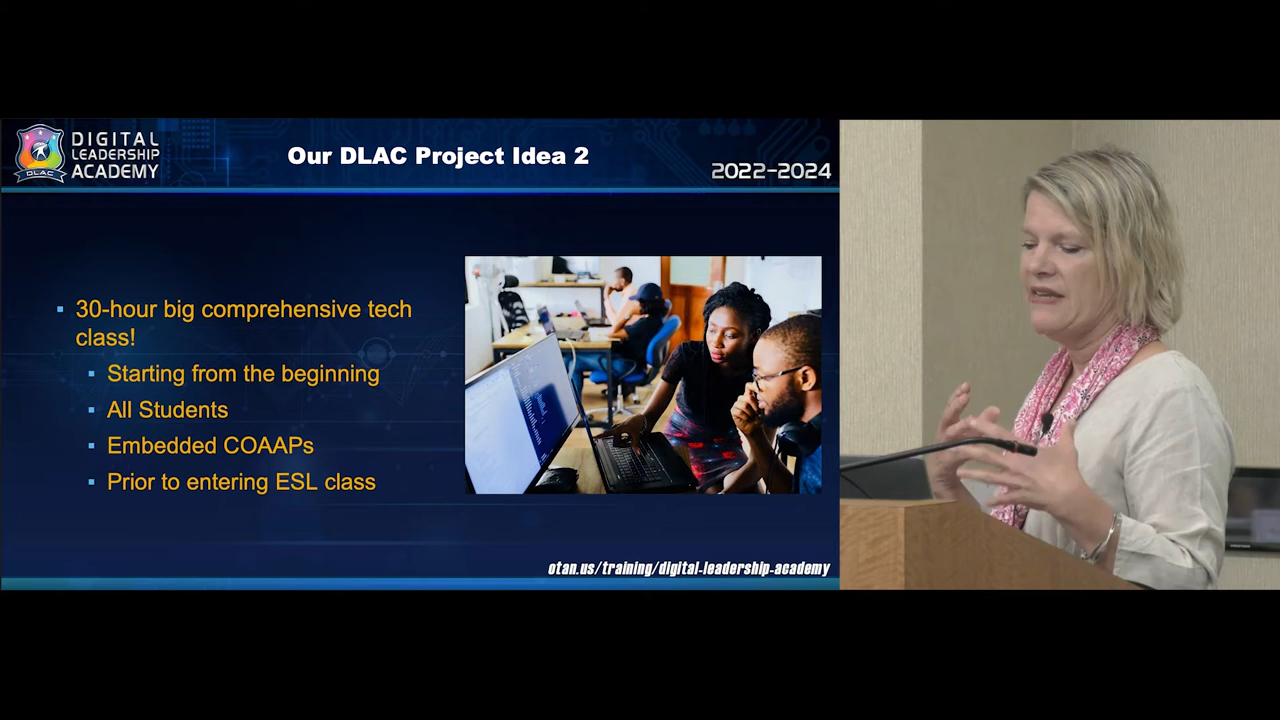 DIGITAL
LEADERSHIP
ACADEMY
DLAC
Our DLAC Project Idea 2
2022-2024
▪ 30-hour big comprehensive tech
class!
▪ Starting from the beginning
▪ All Students
▪ Embedded COAAPs
▪ Prior to entering ESL class
otan.us/training/digital-leadership-academy